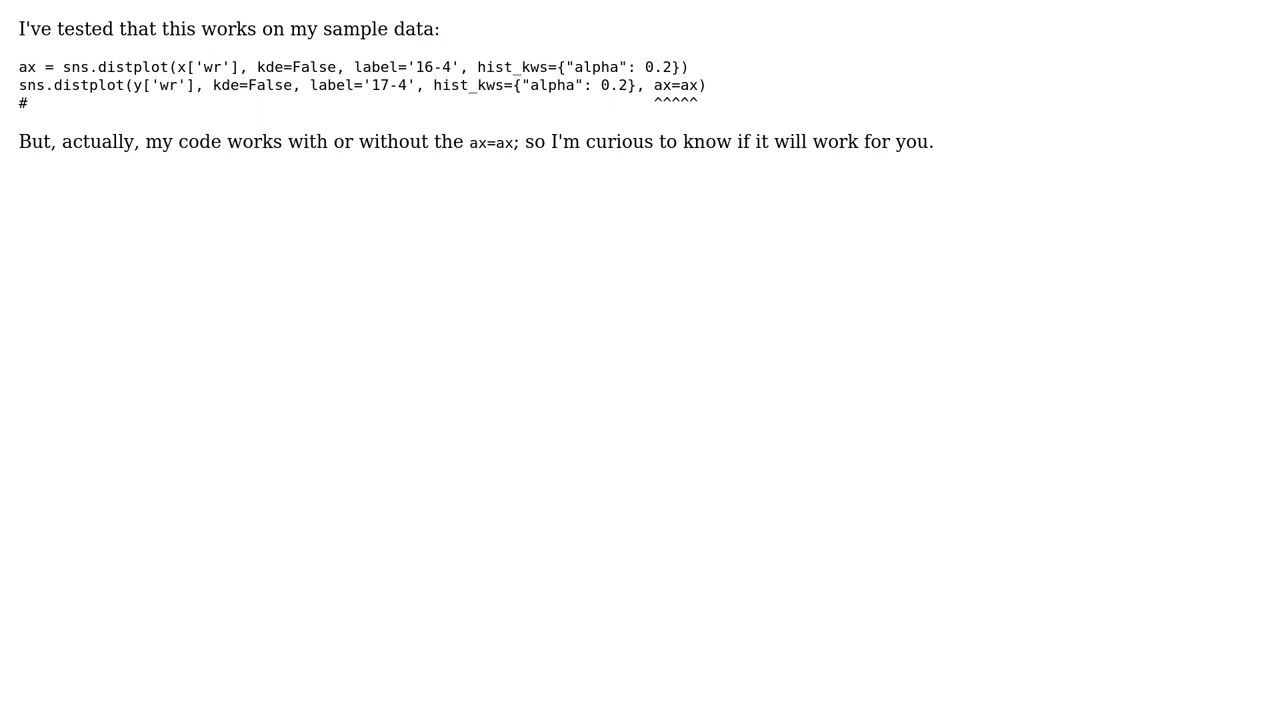 I've tested that this works on my sample data:
ax = sns.distplot(x['wr'], kde=False, label='16-4', hist_kws={"alpha": 0.2})
sns.distplot(y['wr'], kde=False, label='17-4', hist_kws={"alpha": 0.2}, ax=ax)
#                                                                       ^^^^^
But, actually, my code works with or without the ax=ax; so I'm curious to know if it will work for you.